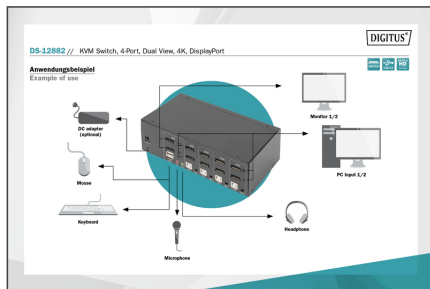 DIGITUS®
DS-12882 // KVM Switch, 4-Port, Dual View, 4K, DisplayPort
Anwendungsbeispiel
Example of use
Monitor 1/2
DC adapter
(optional)
PC Input 1/2
Mouse
Keyboard
Headphone
Microphone